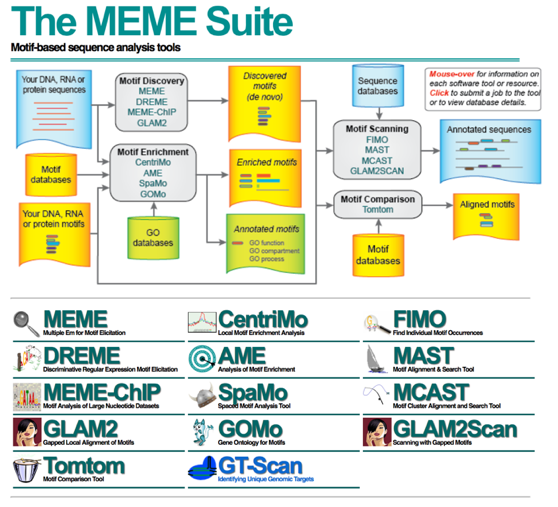 The MEME Suite
Motif-based sequence analysis tools
Your DNA, RNA or
protein sequences
Motif Discovery
MEME
DREME
MEME-ChIP
GLAM2
Discovered
motifs
(de novo)
Sequence
databases
Mouse-over for information on
each software tool or resource.
Click to submit a job to the tool
or to view database details.
Motif Scanning
FIMO
MAST
MCAST
GLAM2SCAN
Annotated sequences
Motif
databases
Motif Enrichment
CentriMo
AME
SpaMo
GOMo
Enriched motifs
Your DNA, RNA
or protein motifs
GO
databases
Annotated motifs
GO function
GO compartment
GO process
Motif Comparison
Tomtom
Aligned motifs
Motif
databases
MEME
Multiple Em for Motif Elicitation
CentriMo
Local Motif Enrichment Analysis
FIMO
Find Individual Motif Occurrences
DREME
Discriminative Regular Expression Motif Elicitation
AME
Analysis of Motif Enrichment
MAST
Motif Alignment & Search Tool
MEME-ChIP
Motif Analysis of Large Nucleotide Datasets
SpaMo
Spaced Motif Analysis Tool
MCAST
Motif Cluster Alignment and Search Tool
GLAM2
Gapped Local Alignment of Motifs
GOMo
Gene Ontology for Motifs
GLAM2Scan
Scanning with Gapped Motifs
Tomtom
Motif Comparison Tool
GT-Scan
Identifying Unique Genomic Targets